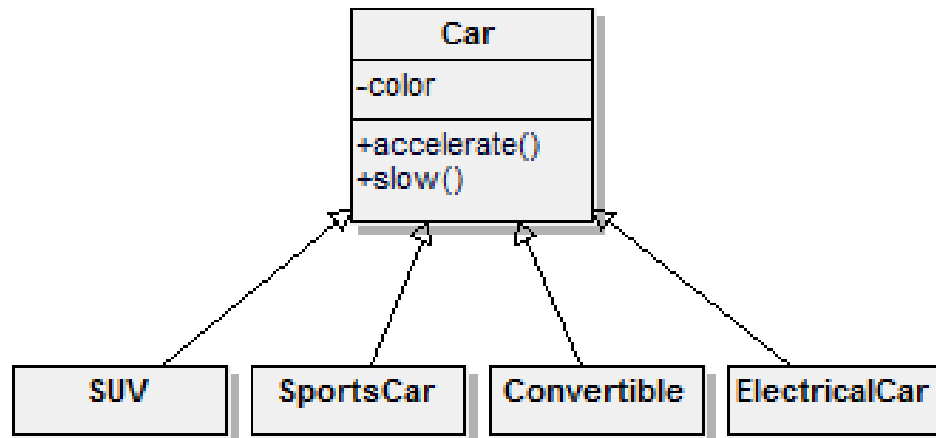 Car
-color
+accelerate()
+slow()
SUV
SportsCar
Convertible
ElectricalCar